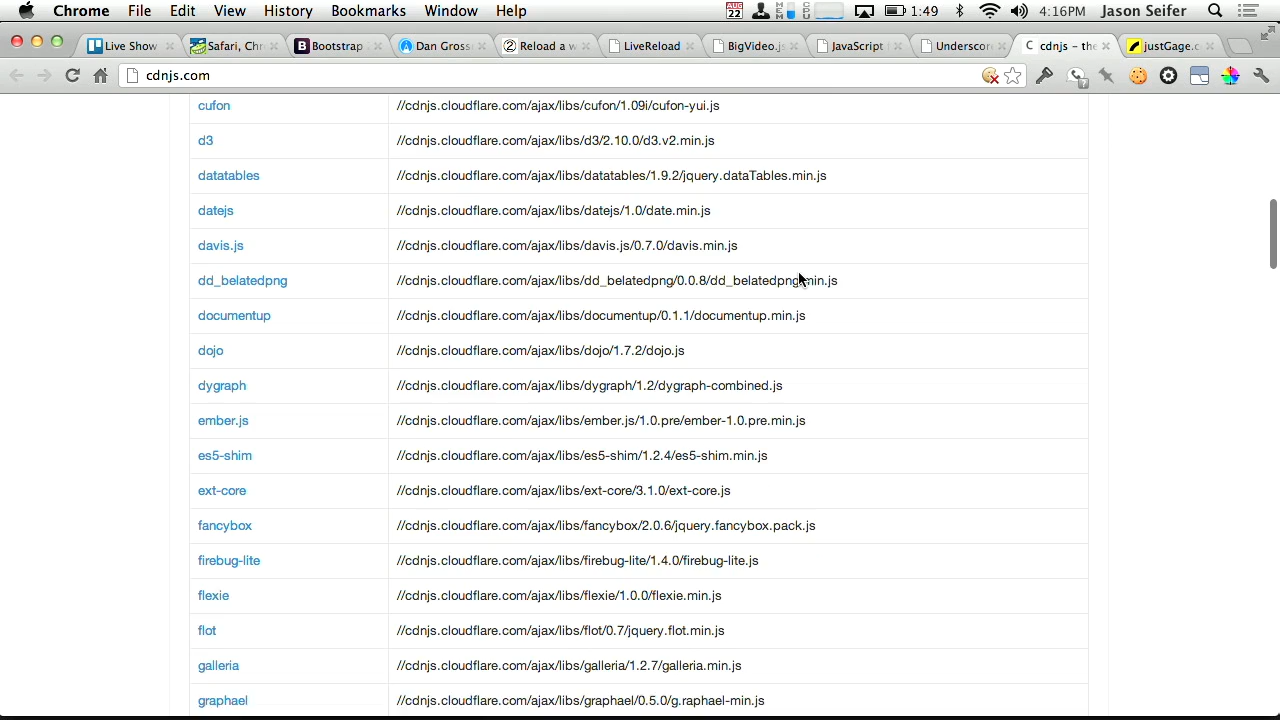 Chrome File Edit View History Bookmarks Window Help AUG 22 MEM CPU 1:49 4:16PM Jason Seifer
Live Show Safari, Chr Bootstrap Dan Gross Reload a w LiveReload BigVideo.js JavaScript Undersco cdnjs – the justGage.c
cdnjs.com
cufon //cdnjs.cloudflare.com/ajax/libs/cufon/1.09i/cufon-yui.js
d3 //cdnjs.cloudflare.com/ajax/libs/d3/2.10.0/d3.v2.min.js
datatables //cdnjs.cloudflare.com/ajax/libs/datatables/1.9.2/jquery.dataTables.min.js
datejs //cdnjs.cloudflare.com/ajax/libs/datejs/1.0/date.min.js
davis.js //cdnjs.cloudflare.com/ajax/libs/davis.js/0.7.0/davis.min.js
dd_belatedpng //cdnjs.cloudflare.com/ajax/libs/dd_belatedpng/0.0.8/dd_belatedpng.min.js
documentup //cdnjs.cloudflare.com/ajax/libs/documentup/0.1.1/documentup.min.js
dojo //cdnjs.cloudflare.com/ajax/libs/dojo/1.7.2/dojo.js
dygraph //cdnjs.cloudflare.com/ajax/libs/dygraph/1.2/dygraph-combined.js
ember.js //cdnjs.cloudflare.com/ajax/libs/ember.js/1.0.pre/ember-1.0.pre.min.js
es5-shim //cdnjs.cloudflare.com/ajax/libs/es5-shim/1.2.4/es5-shim.min.js
ext-core //cdnjs.cloudflare.com/ajax/libs/ext-core/3.1.0/ext-core.js
fancybox //cdnjs.cloudflare.com/ajax/libs/fancybox/2.0.6/jquery.fancybox.pack.js
firebug-lite //cdnjs.cloudflare.com/ajax/libs/firebug-lite/1.4.0/firebug-lite.js
flexie //cdnjs.cloudflare.com/ajax/libs/flexie/1.0.0/flexie.min.js
flot //cdnjs.cloudflare.com/ajax/libs/flot/0.7/jquery.flot.min.js
galleria //cdnjs.cloudflare.com/ajax/libs/galleria/1.2.7/galleria.min.js
graphael //cdnjs.cloudflare.com/ajax/libs/graphael/0.5.0/g.raphael-min.js